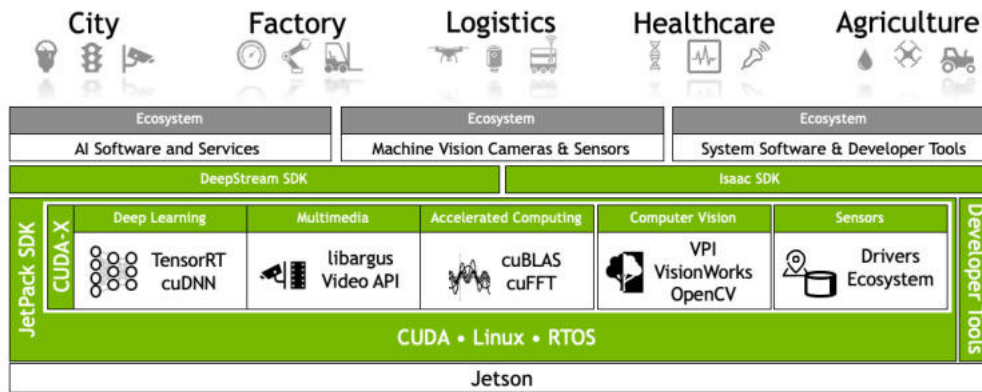 City
Factory
Logistics
Healthcare
Agriculture
Ecosystem
AI Software and Services
Ecosystem
Machine Vision Cameras & Sensors
Ecosystem
System Software & Developer Tools
DeepStream SDK
Isaac SDK
JetPack SDK
CUDA-X
Deep Learning
TensorRT
cuDNN
Multimedia
libargus
Video API
Accelerated Computing
cuBLAS
cuFFT
Computer Vision
VPI
VisionWorks
OpenCV
Sensors
Drivers
Ecosystem
Developer Tools
CUDA • Linux • RTOS
Jetson